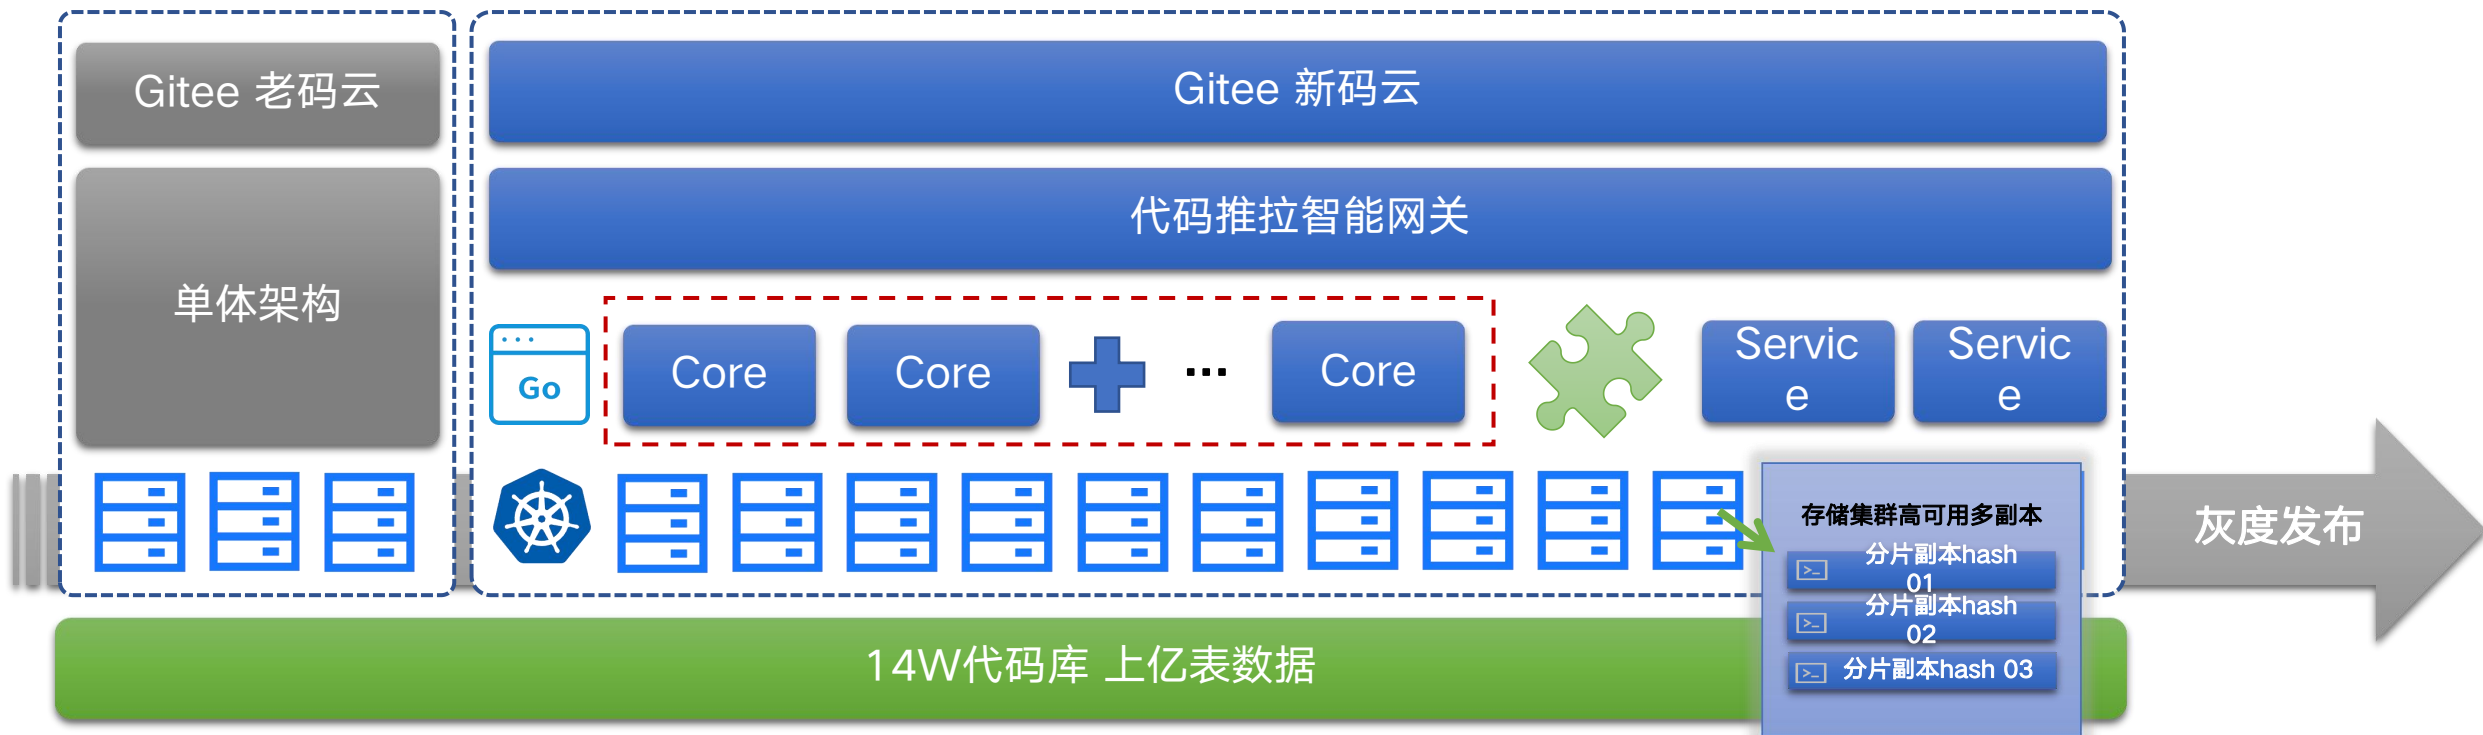 Gitee 老码云
Gitee 新码云
单体架构
代码推拉智能网关
Go
Core
Core
...
Core
Servic
e
Servic
e
存储集群高可用多副本
分片副本hash
01
分片副本hash
02
分片副本hash 03
灰度发布
14W代码库 上亿表数据